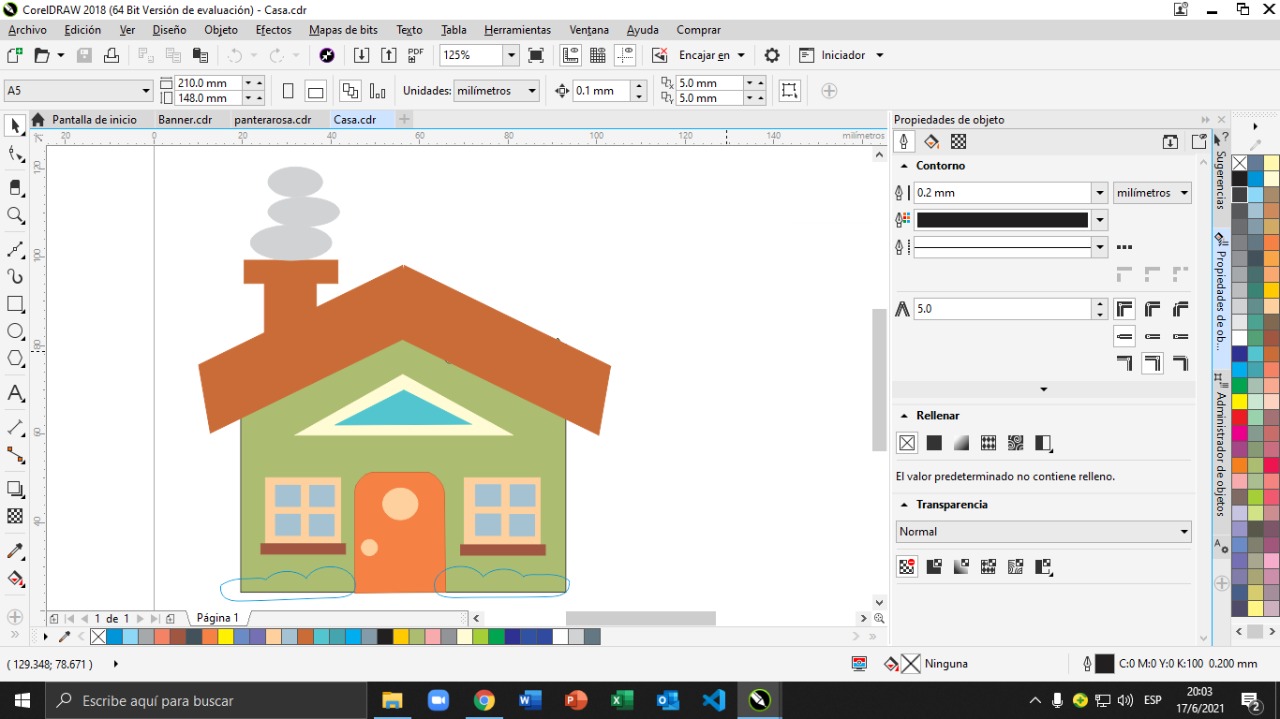 CorelDRAW 2018 (64 Bit Versión de evaluación) - Casa.cdr
Archivo Edición Ver Diseño Objeto Efectos Mapas de bits Texto Tabla Herramientas Ventana Ayuda Comprar
PDF 125% Encajar en Iniciador
A5 210.0 mm 148.0 mm Unidades: milímetros 0.1 mm 5.0 mm 5.0 mm
Pantalla de inicio Banner.cdr panterarosa.cdr Casa.cdr
20 0 20 40 60 80 100 120 140 milímetros
120
100
80
60
40
Propiedades de objeto
Contorno
0.2 mm milímetros
5.0
Rellenar
El valor predeterminado no contiene relleno.
Transparencia
Normal
Sugerencias
Propiedades de ob...
Administrador de objetos
1 de 1 Página 1
( 129.348; 78.671 ) Ninguna C:0 M:0 Y:0 K:100 0.200 mm
Escribe aquí para buscar
ESP 20:03
17/6/2021 2